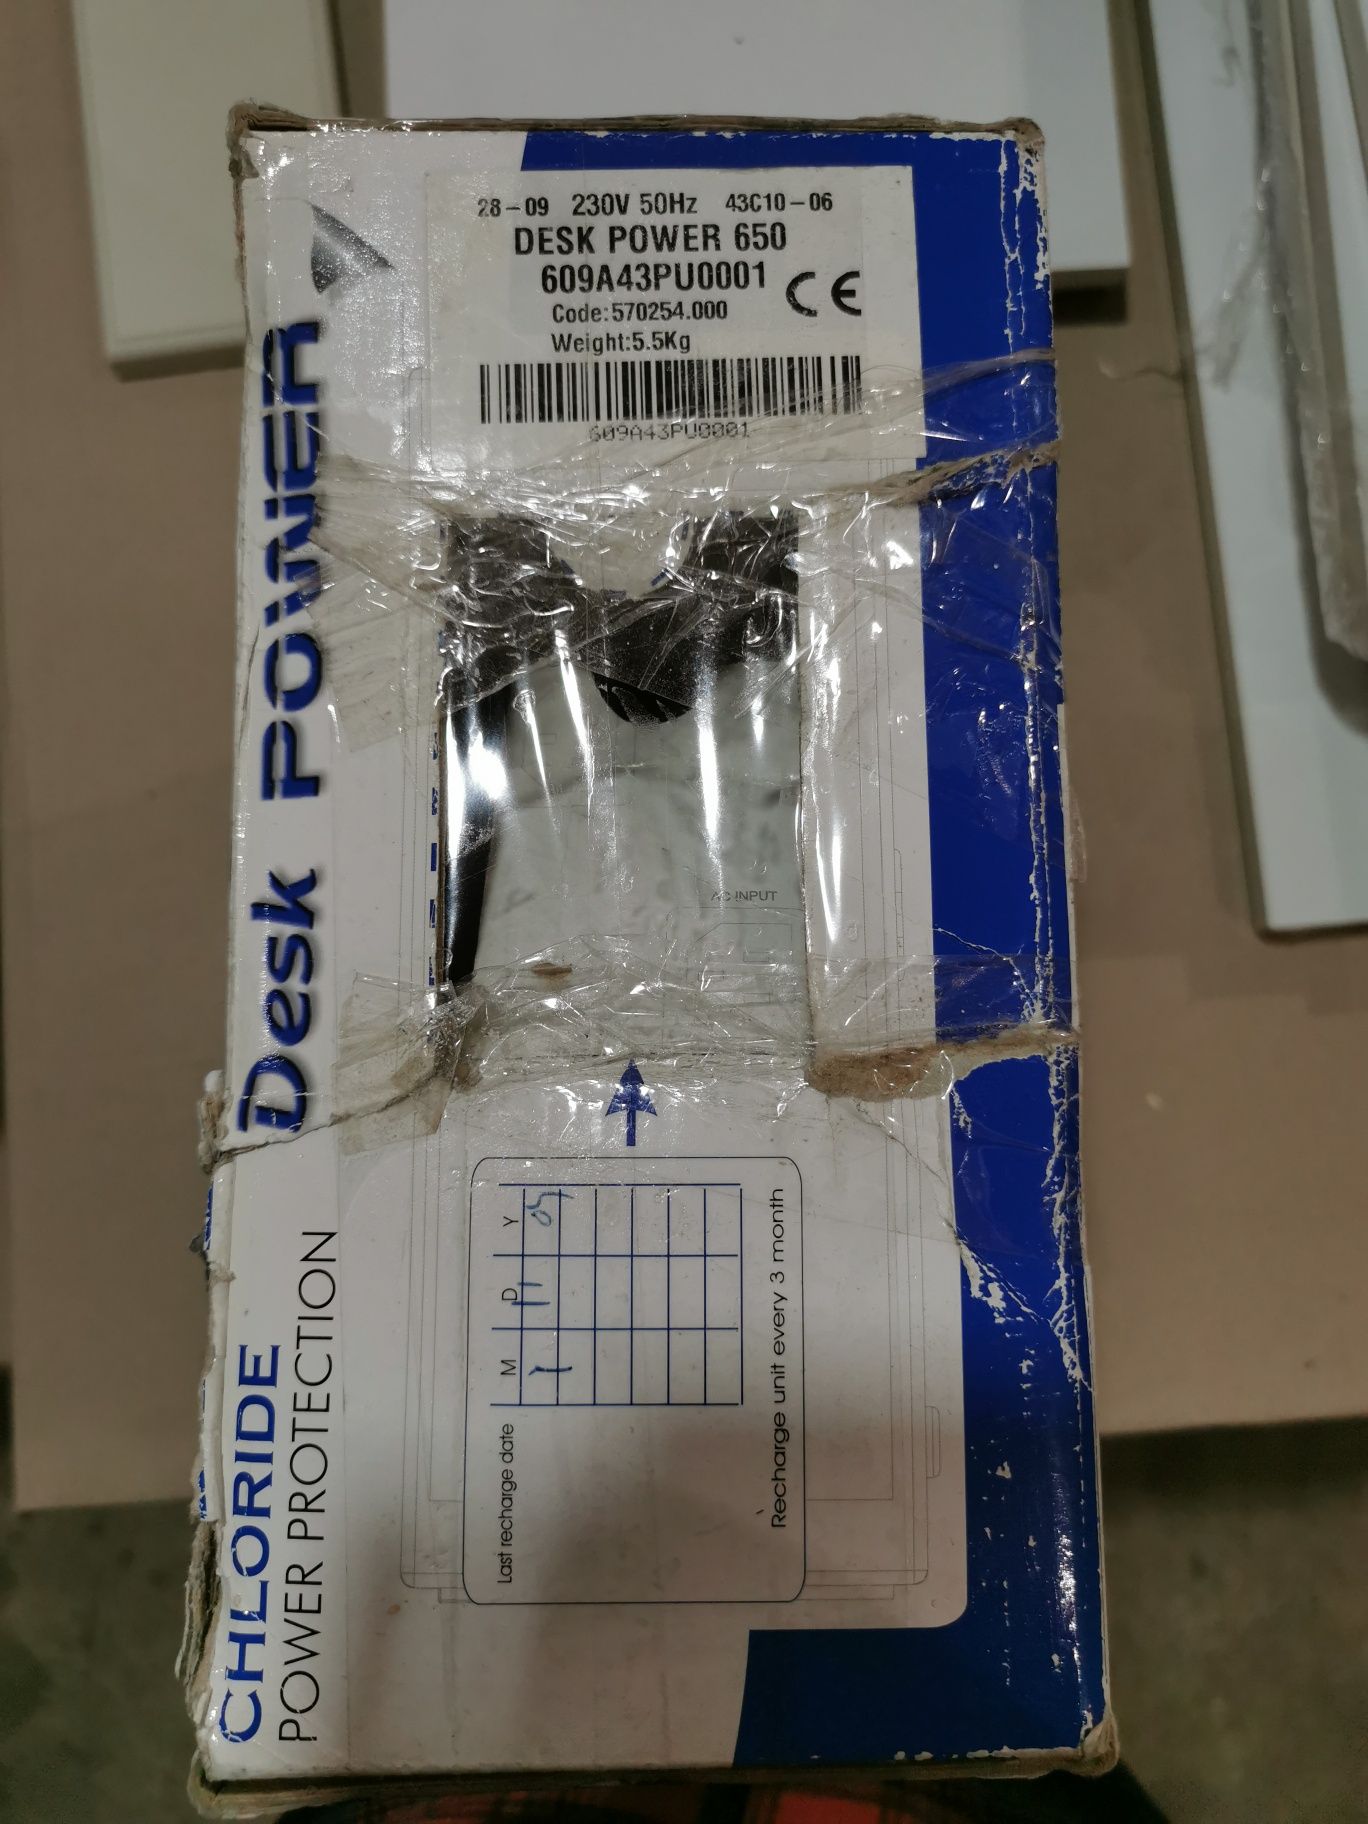 28-09 230V 50Hz 43C10-06
DESK POWER 650
609A43PU0001 CE
Code:570254.000
Weight:5.5Kg
609A43PU0001
Desk POWER
AC INPUT
CHLORIDE
POWER PROTECTION
Last recharge date M D Y
Recharge unit every 3 month